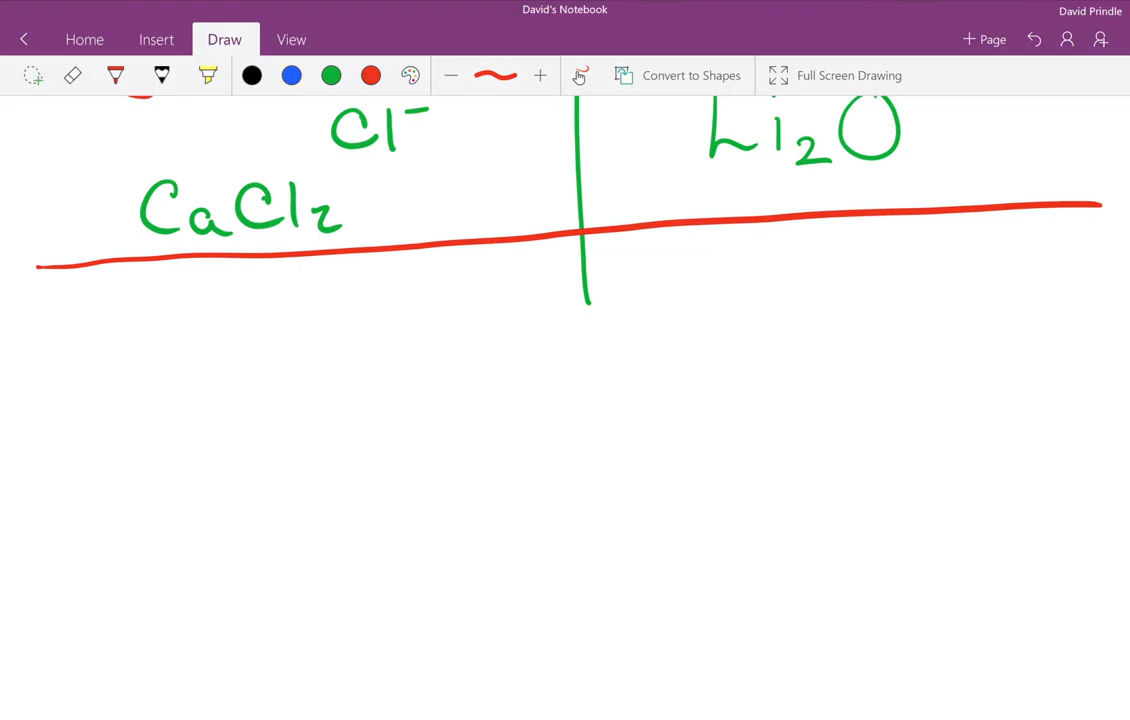 David's Notebook
David Prindle
Home Insert Draw View
+ Page
Convert to Shapes
Full Screen Drawing
Cl⁻
CaCl₂
Li₂O